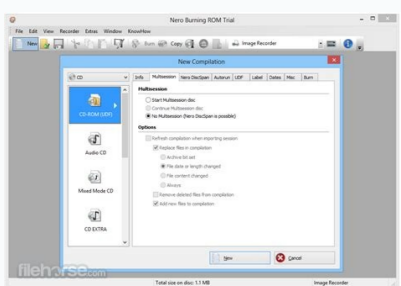 Nero Burning ROM Trial
File Edit View Recorder Extras Window KnowHow
New Burn Copy Image Recorder
New Compilation
CD
Info Multisession Nero DiscSpan Autorun UDF Label Dates Misc Burn
Multisession
Start Multisession disc
Continue Multisession disc
No Multisession (Nero DiscSpan is possible)
Options
Refresh compilation when importing session
Replace files in compilation
Archive bit set
File date or length changed
File content changed
Always
Remove deleted files from compilation
Add new files to compilation
CD-ROM (UDF)
Audio CD
Mixed Mode CD
CD EXTRA
New
Cancel
filehorse.com
Total size on disc: 1.1 MB
Image Recorder